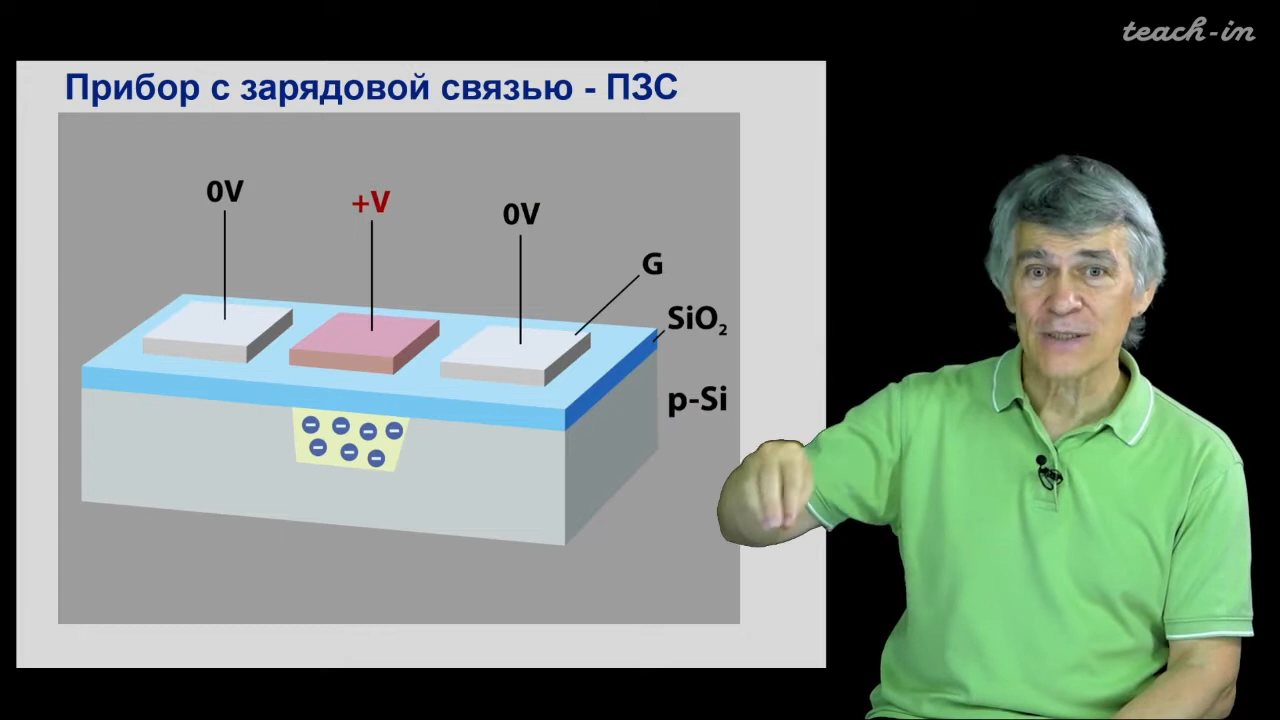 teach-in
Прибор с зарядовой связью - ПЗС
0V
+V
0V
G
SiO₂
p-Si